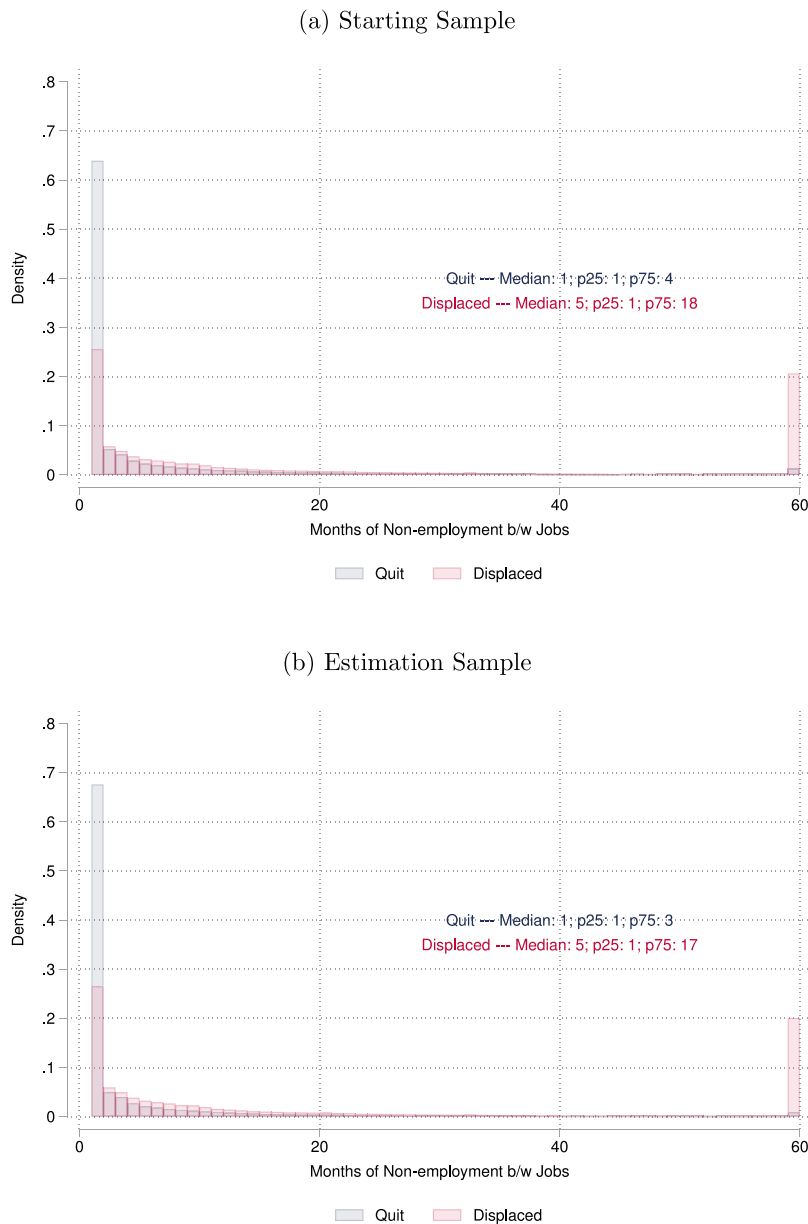 (a) Starting Sample
.8
.7
.6
.5
.4
.3
.2
.1
0
Density
Quit --- Median: 1; p25: 1; p75: 4
Displaced --- Median: 5; p25: 1; p75: 18
0 20 40 60
Months of Non-employment b/w Jobs
Quit Displaced
(b) Estimation Sample
.8
.7
.6
.5
.4
.3
.2
.1
0
Density
Quit --- Median: 1; p25: 1; p75: 3
Displaced --- Median: 5; p25: 1; p75: 17
0 20 40 60
Months of Non-employment b/w Jobs
Quit Displaced